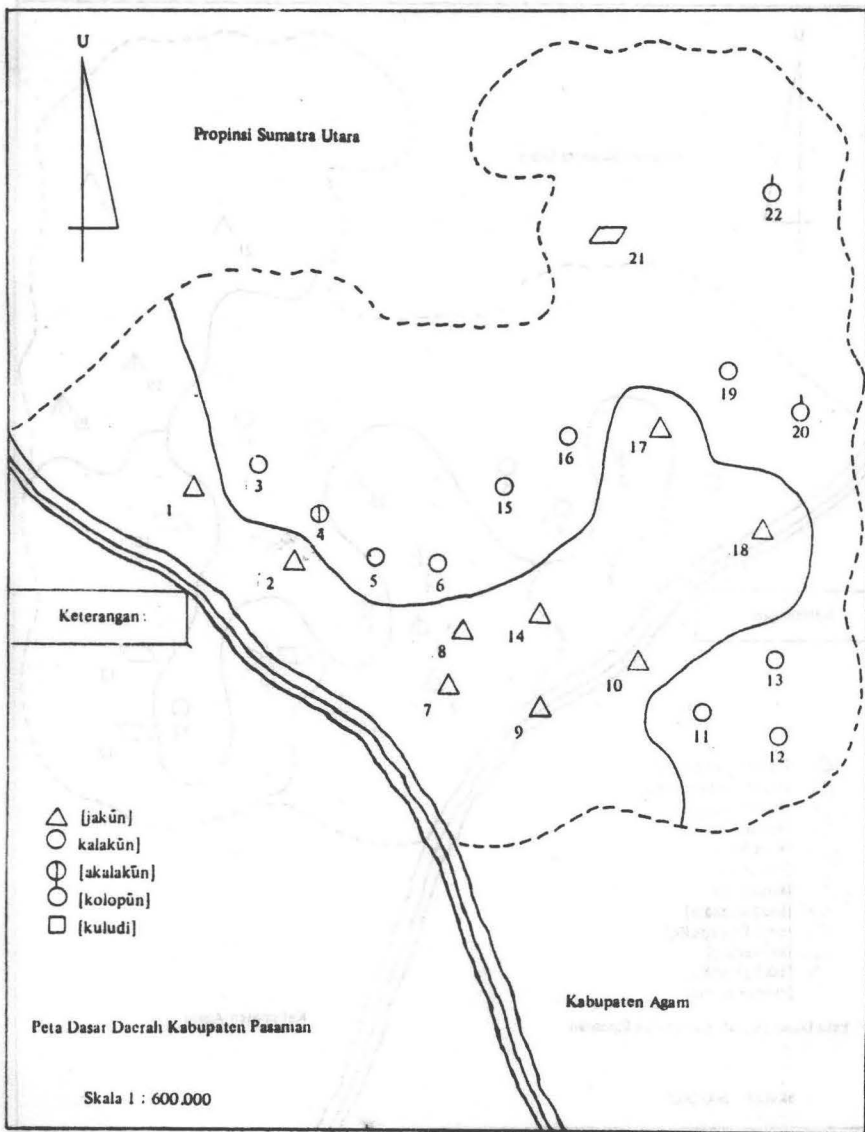 U
Propinsi Sumatra Utara
22
21
19
20
17
16
3
15
1
4
18
2
5
6
Keterangan :
14
8
13
10
7
11
9
12
[jakūn]
kalakūn]
[akalakūn]
[kolopūn]
[kuludi]
Kabupaten Agam
Peta Dasar Daerah Kabupaten Pasaman
Skala 1 : 600.000